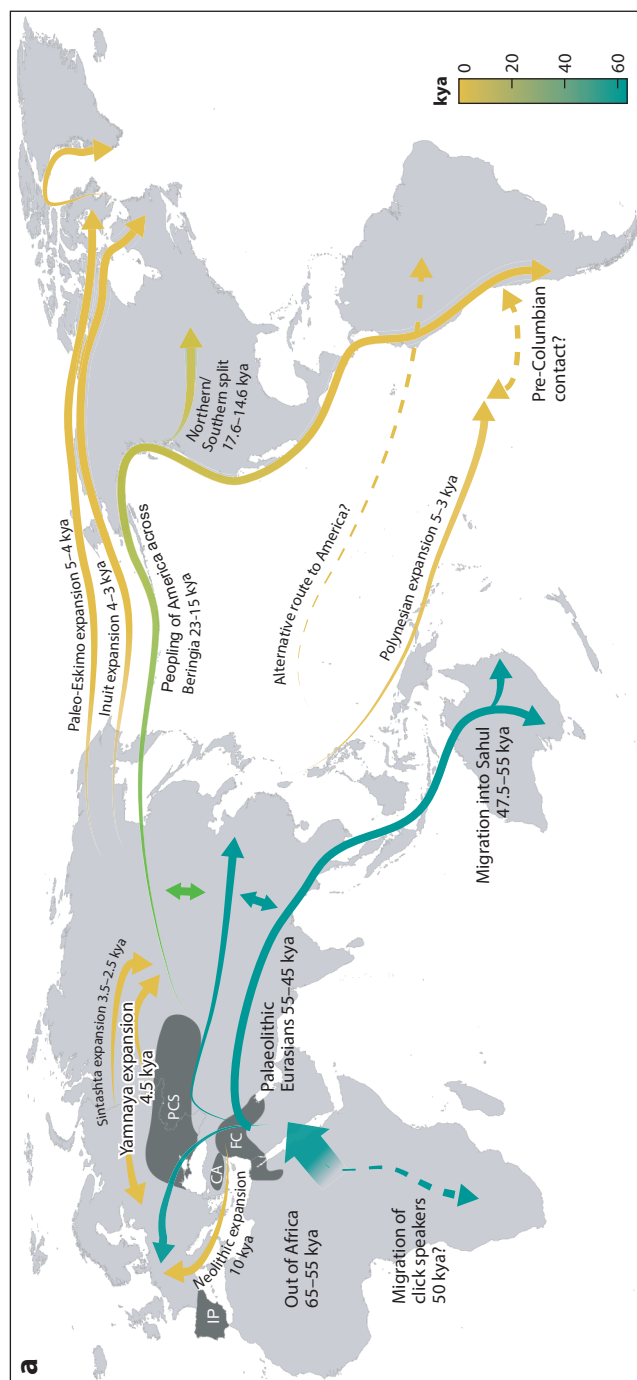 a
Paleo-Eskimo expansion 5–4 kya
Inuit expansion 4–3 kya
Sintashta expansion 3.5–2.5 kya
Yamnaya expansion
4.5 kya
Peopling of America across
Beringia 23-15 kya
Northern/
Southern split
17.6–14.6 kya
PCS
CA
FC
IP
Neolithic expansion
10 kya
Palaeolithic
Eurasians 55–45 kya
Out of Africa
65–55 kya
Migration of
click speakers
50 kya?
Alternative route to America?
Polynesian expansion 5–3 kya
Migration into Sahul
47.5–55 kya
Pre-Columbian
contact?
kya
0
20
40
60